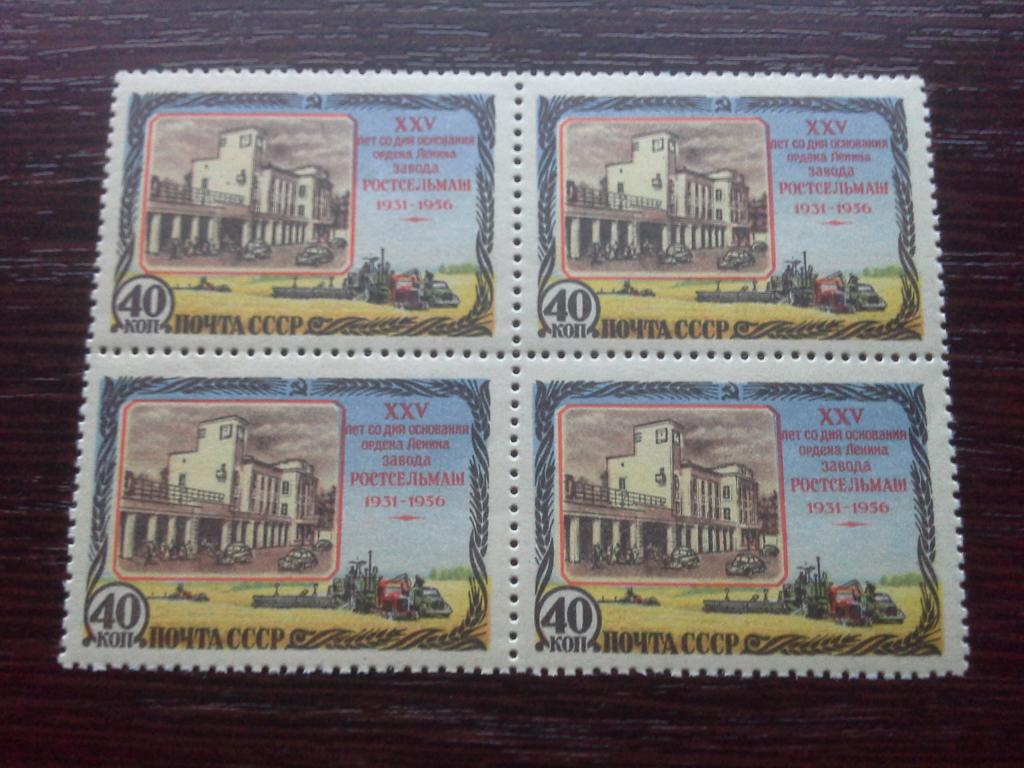 XXV
лет со дня основания
ордена Ленина
завода
РОСТСЕЛЬМАШ
1931-1956
40
КОП
ПОЧТА СССР
XXV
лет со дня основания
ордена Ленина
завода
РОСТСЕЛЬМАШ
1931-1956
40
КОП
ПОЧТА СССР
XXV
лет со дня основания
ордена Ленина
завода
РОСТСЕЛЬМАШ
1931-1956
40
КОП
ПОЧТА СССР
XXV
лет со дня основания
ордена Ленина
завода
РОСТСЕЛЬМАШ
1931-1956
40
КОП
ПОЧТА СССР